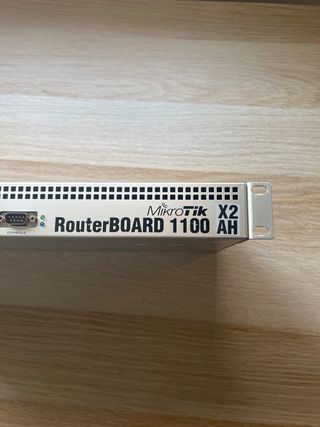 MikroTik X2
RouterBOARD 1100 AH
CONSOLE